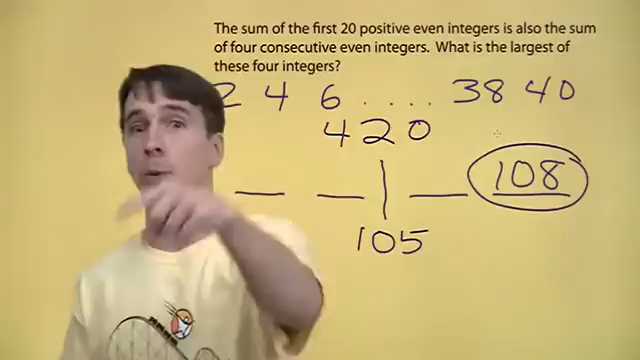 The sum of the first 20 positive even integers is also the sum
of four consecutive even integers. What is the largest of
these four integers?
2 4 6 .... 38 40
420
108
105